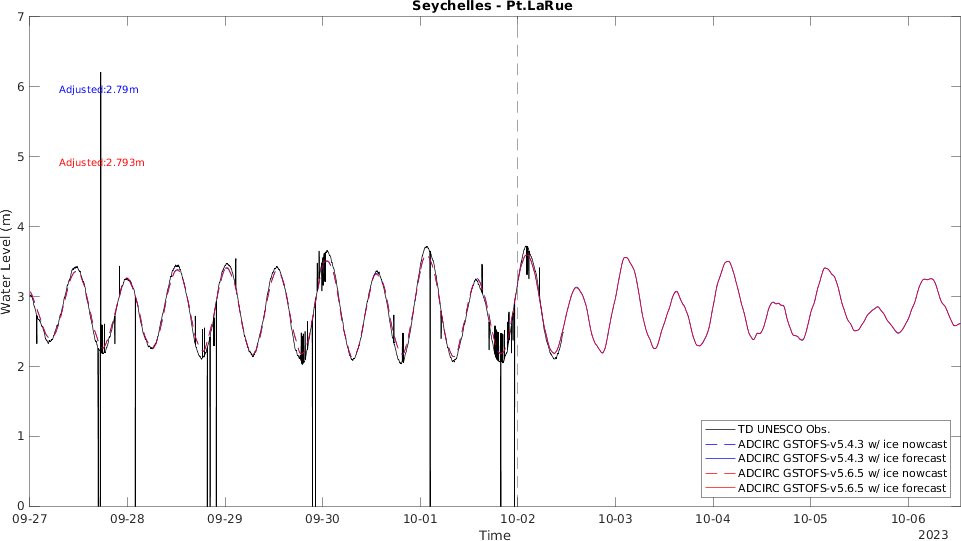 Seychelles - Pt.LaRue
7
6
5
4
3
2
1
0
Water Level (m)
Adjusted:2.79m
Adjusted:2.793m
TD UNESCO Obs.
ADCIRC GSTOFS-v5.4.3 w/ ice nowcast
ADCIRC GSTOFS-v5.4.3 w/ ice forecast
ADCIRC GSTOFS-v5.6.5 w/ ice nowcast
ADCIRC GSTOFS-v5.6.5 w/ ice forecast
09-27 09-28 09-29 09-30 10-01 10-02 10-03 10-04 10-05 10-06
Time
2023